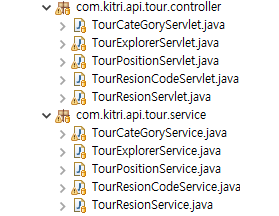 com.kitri.api.tour.controller
TourCateGoryServlet.java
TourExplorerServlet.java
TourPositionServlet.java
TourResionCodeServlet.java
TourResionServlet.java
com.kitri.api.tour.service
TourCateGoryService.java
TourExplorerService.java
TourPositionService.java
TourResionCodeService.java
TourResionService.java